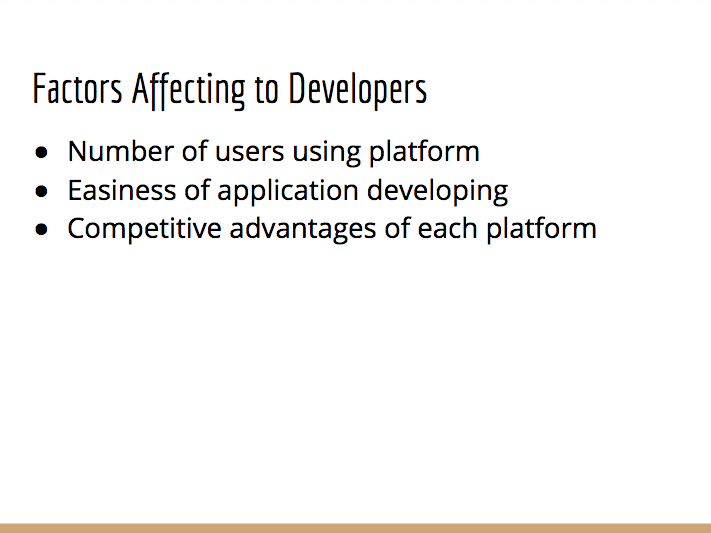 Factors Affecting to Developers
● Number of users using platform
● Easiness of application developing
● Competitive advantages of each platform